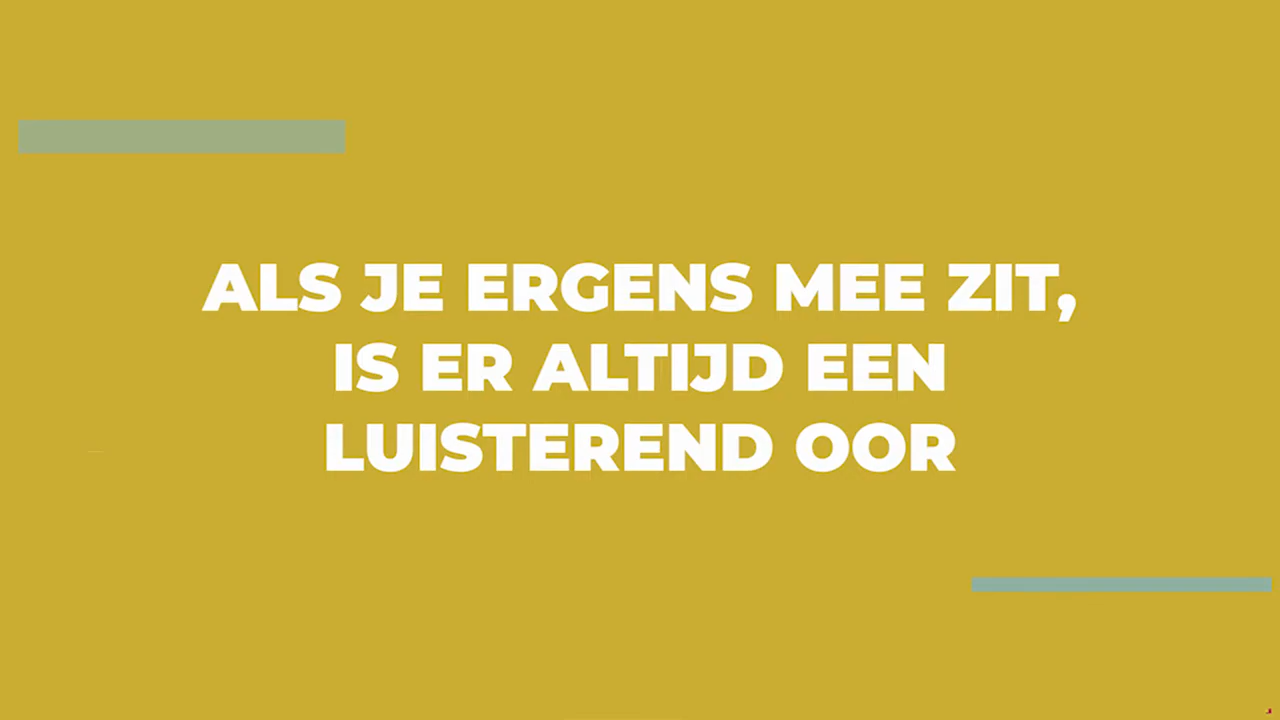 ALS JE ERGENS MEE ZIT,
IS ER ALTIJD EEN
LUISTEREND OOR